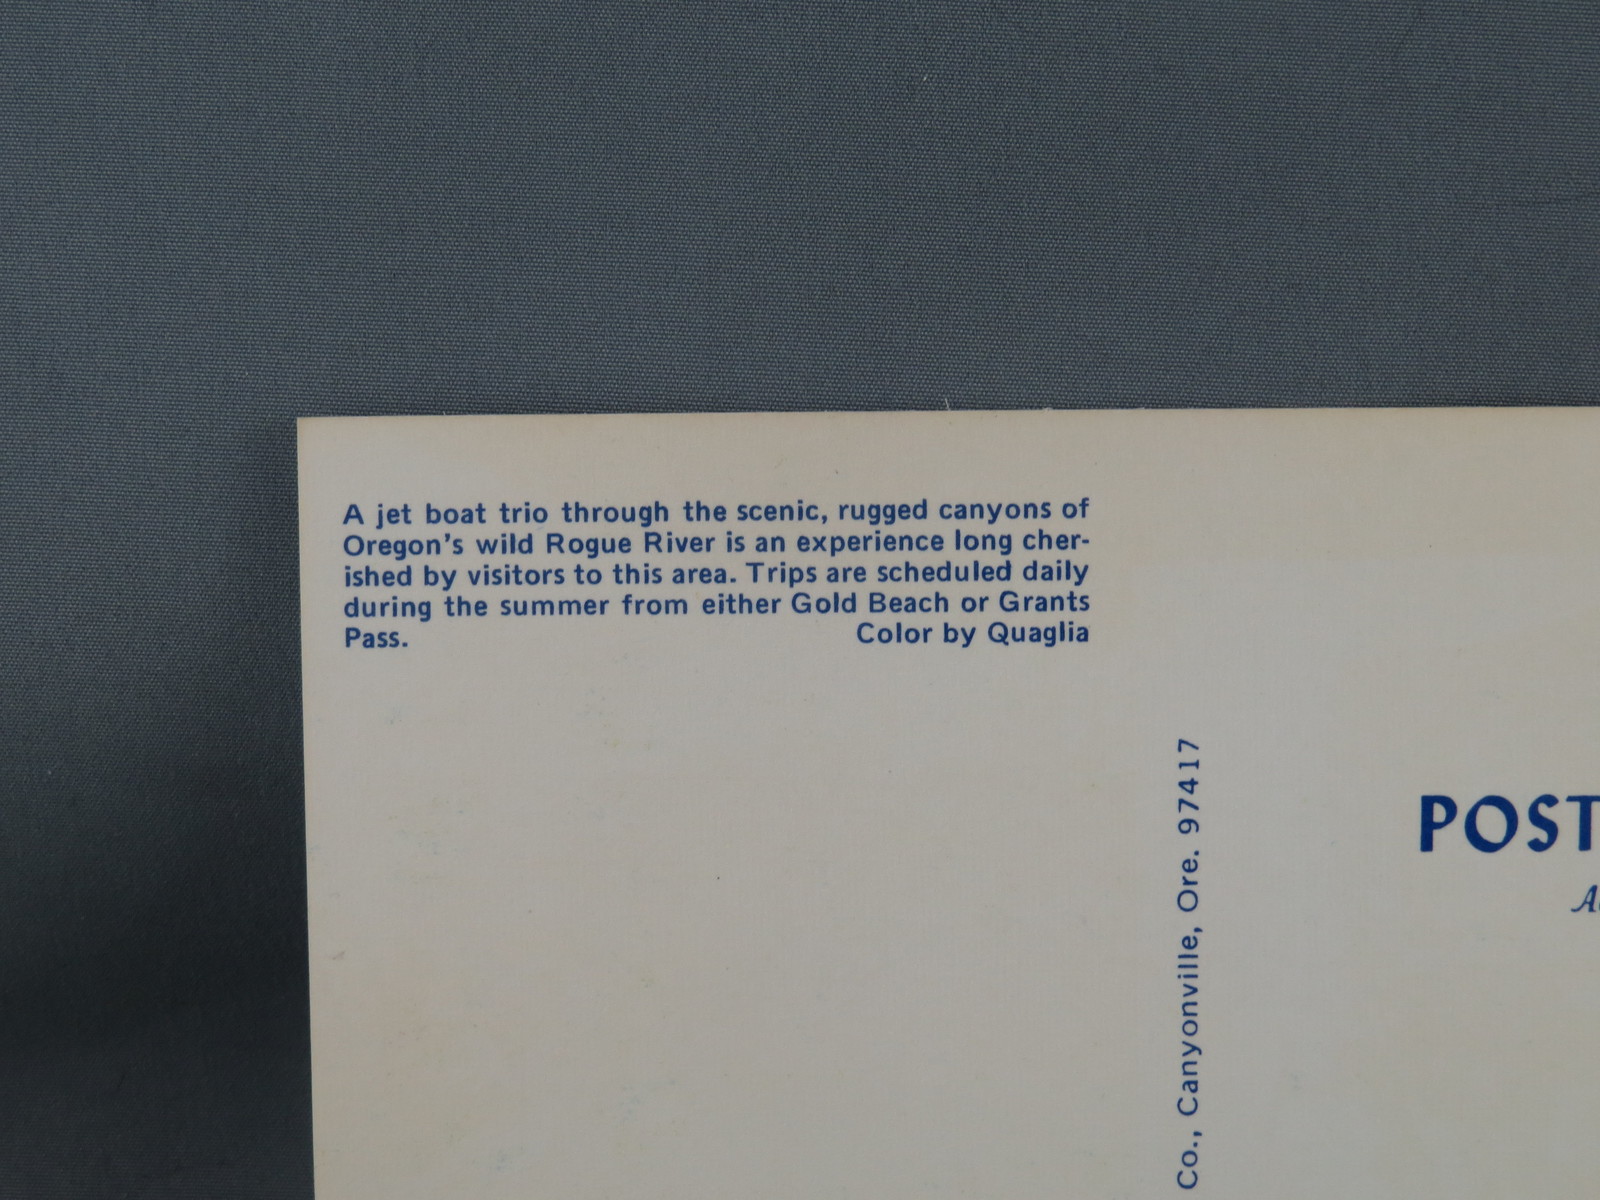 A jet boat trio through the scenic, rugged canyons of
Oregon's wild Rogue River is an experience long cher-
ished by visitors to this area. Trips are scheduled daily
during the summer from either Gold Beach or Grants
Pass. Color by Quaglia
Co., Canyonville, Ore. 97417
POST